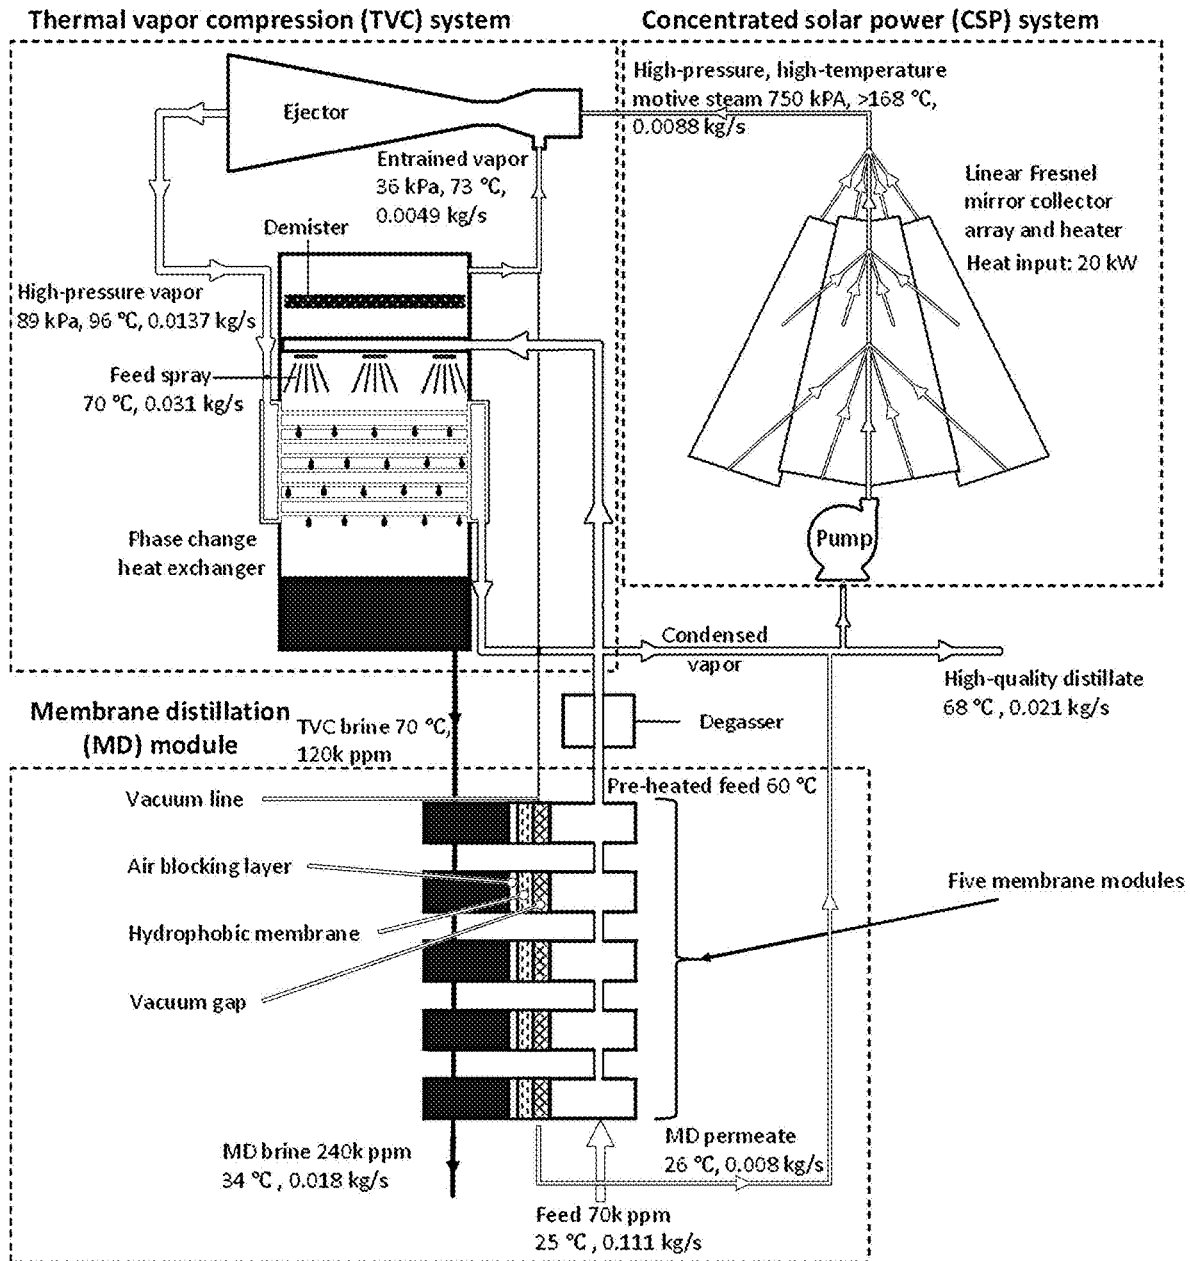 Thermal vapor compression (TVC) system
Concentrated solar power (CSP) system
High-pressure, high-temperature
motive steam 750 kPA, >168 °C,
0.0088 kg/s
Ejector
Entrained vapor
36 kPa, 73 °C,
0.0049 kg/s
Linear Fresnel
mirror collector
array and heater
Heat input: 20 kW
Demister
High-pressure vapor
89 kPa, 96 °C, 0.0137 kg/s
Feed spray
70 °C, 0.031 kg/s
Phase change
heat exchanger
Pump
Condensed
vapor
High-quality distillate
68 °C , 0.021 kg/s
Membrane distillation
(MD) module
TVC brine 70 °C,
120k ppm
Degasser
Pre-heated feed 60 °C
Vacuum line
Air blocking layer
Five membrane modules
Hydrophobic membrane
Vacuum gap
MD brine 240k ppm
34 °C , 0.018 kg/s
MD permeate
26 °C, 0.008 kg/s
Feed 70k ppm
25 °C , 0.111 kg/s